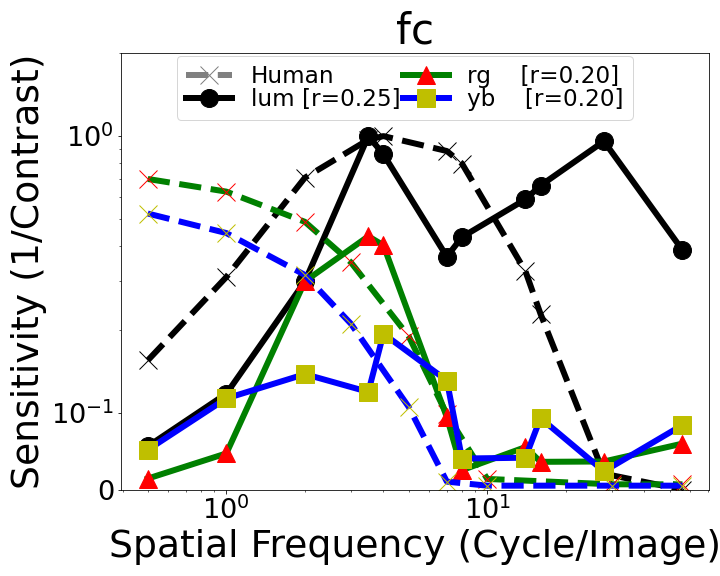 fc
Human
lum [r=0.25]
rg [r=0.20]
yb [r=0.20]
Sensitivity (1/Contrast)
10⁰
10⁻¹
0
10⁰ 10¹
Spatial Frequency (Cycle/Image)